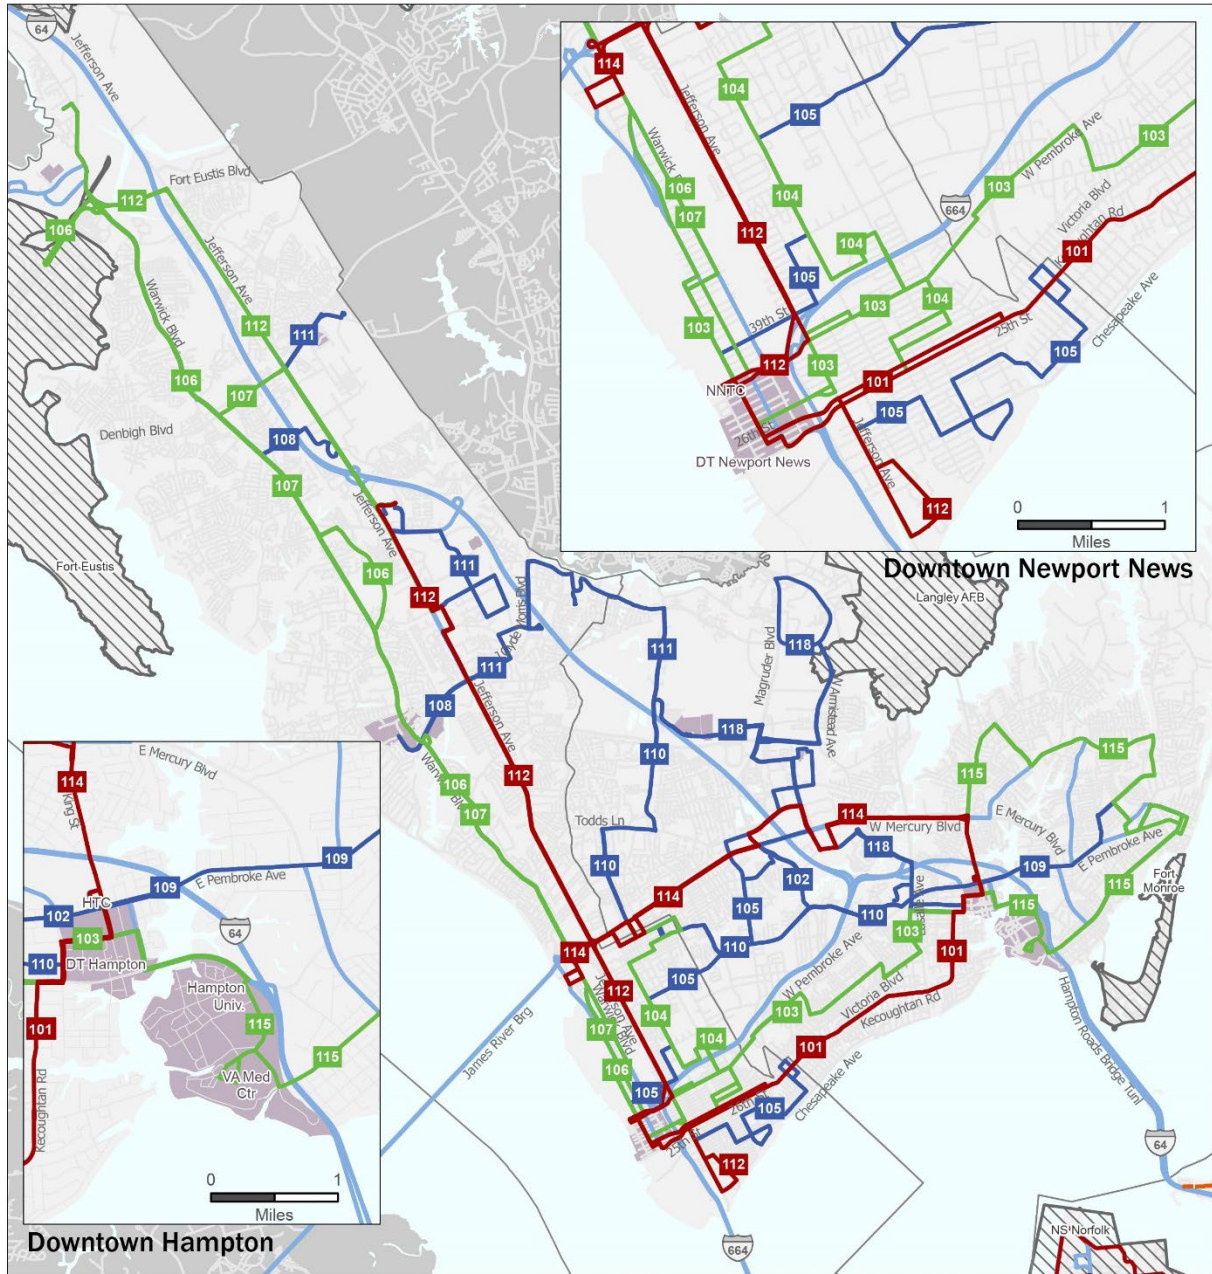 64
Jefferson Ave
Fort Eustis Blvd
112
106
Jefferson Ave
Warwick Blvd
112
111
106
107
Denbigh Blvd
108
107
Jefferson Ave
Fort Eustis
106
111
112
111
108
Jefferson Ave
112
106
107
114
Jefferson Ave
105
104
Warwick
106
107
104
112
105
39th St
103
112
NNTC
26th St
DT Newport News
W Pembroke Ave
103
103
664
Victoria Blvd
Kecoughtan Rd
101
104
103
104
103
25th St
Chesapeake Ave
105
101
105
Jefferson Ave
112
0
1
Miles
Downtown Newport News
Langley AFB
Magruder Blvd
118
N Armistead Ave
111
118
110
Todds Ln
114
W Mercury Blvd
118
115
115
E Mercury Blvd
109
E Pembroke Ave
Fort
Monroe
110
102
114
105
110
110
115
115
103
101
W Pembroke Ave
Victoria Blvd
Kecoughtan Rd
103
101
105
114
112
104
104
107
106
105
26th St
105
Chesapeake Ave
25th St
112
James River Brg
Hampton Roads Bridge Tunl
64
664
NS Norfolk
E Mercury Blvd
114
King St
109
109
E Pembroke Ave
HTC
102
103
64
DT Hampton
110
Hampton
Univ.
101
115
115
VA Med
Ctr
Kecoughtan Rd
0
1
Miles
Downtown Hampton